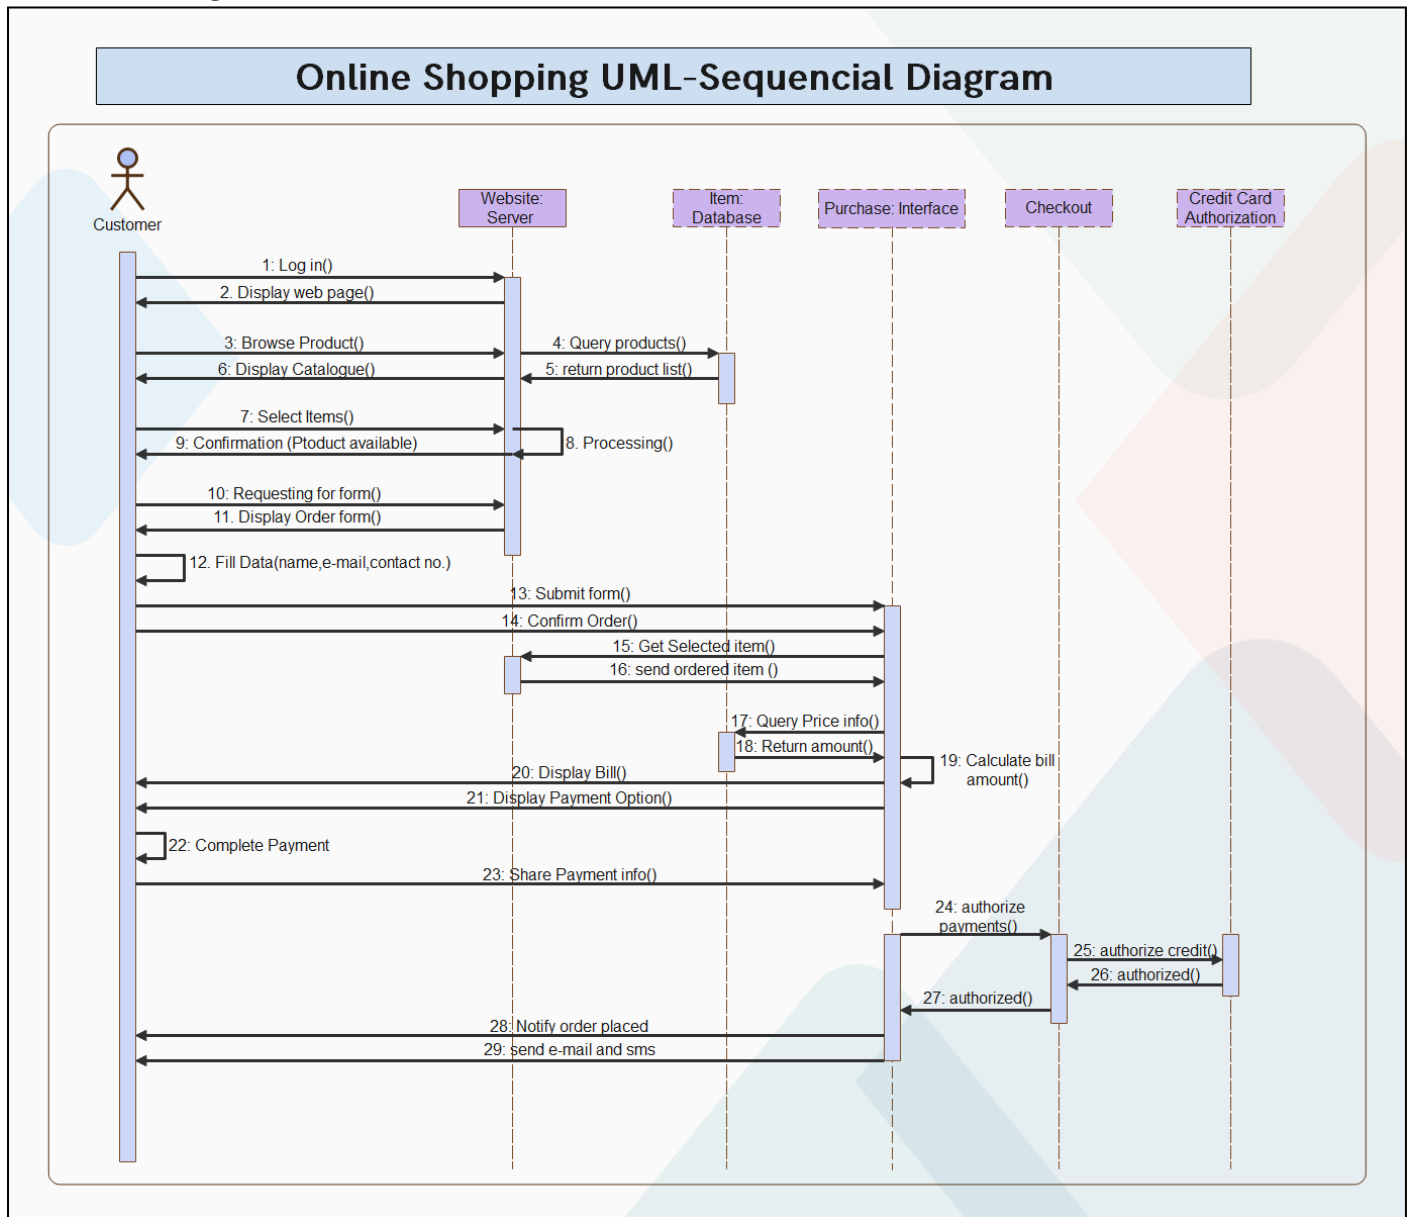 Online Shopping UML-Sequencial Diagram
Customer
Website:
Server
Item:
Database
Purchase: Interface
Checkout
Credit Card
Authorization
1: Log in()
2. Display web page()
3: Browse Product()
4: Query products()
6: Display Catalogue()
5: return product list()
7: Select Items()
9: Confirmation (Ptoduct available)
8. Processing()
10: Requesting for form()
11. Display Order form()
12. Fill Data(name,e-mail,contact no.)
13: Submit form()
14: Confirm Order()
15: Get Selected item()
16: send ordered item ()
17: Query Price info()
18: Return amount()
19: Calculate bill
amount()
20: Display Bill()
21: Display Payment Option()
22: Complete Payment
23: Share Payment info()
24: authorize
payments()
25: authorize credit()
26: authorized()
27: authorized()
28: Notify order placed
29: send e-mail and sms